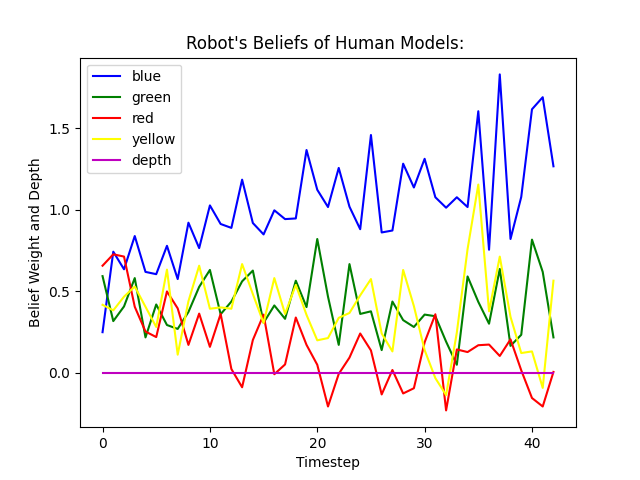 Robot's Beliefs of Human Models:
blue
green
red
yellow
depth
Belief Weight and Depth
1.5
1.0
0.5
0.0
0 10 20 30 40
Timestep